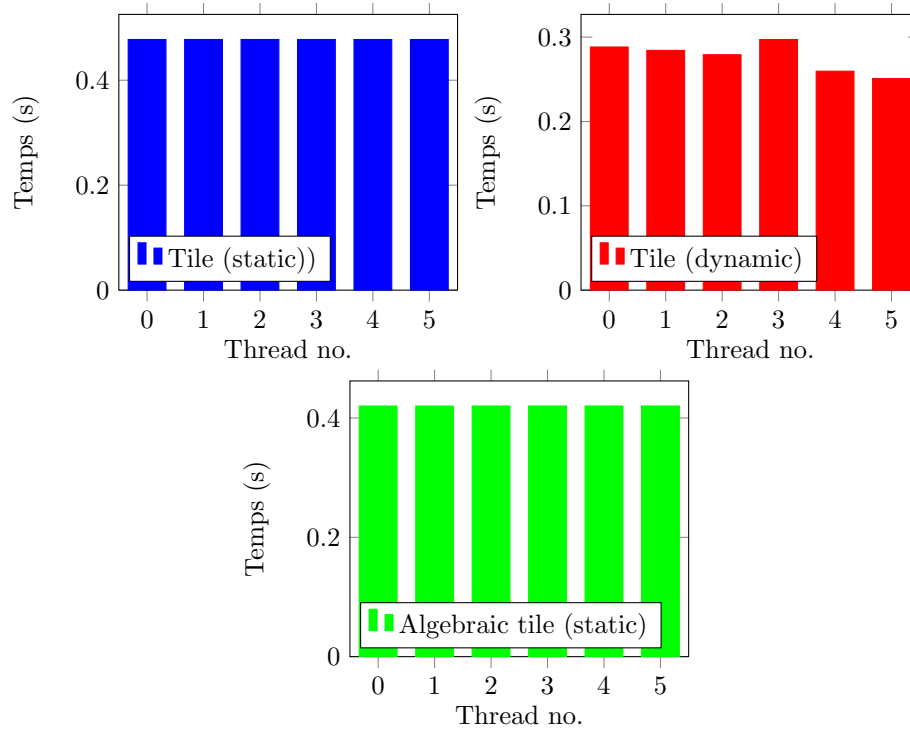 0.4
0.2
0
Temps (s)
Tile (static))
0 1 2 3 4 5
Thread no.
0.3
0.2
0.1
0
Temps (s)
Tile (dynamic)
0 1 2 3 4 5
Thread no.
0.4
0.2
0
Temps (s)
Algebraic tile (static)
0 1 2 3 4 5
Thread no.